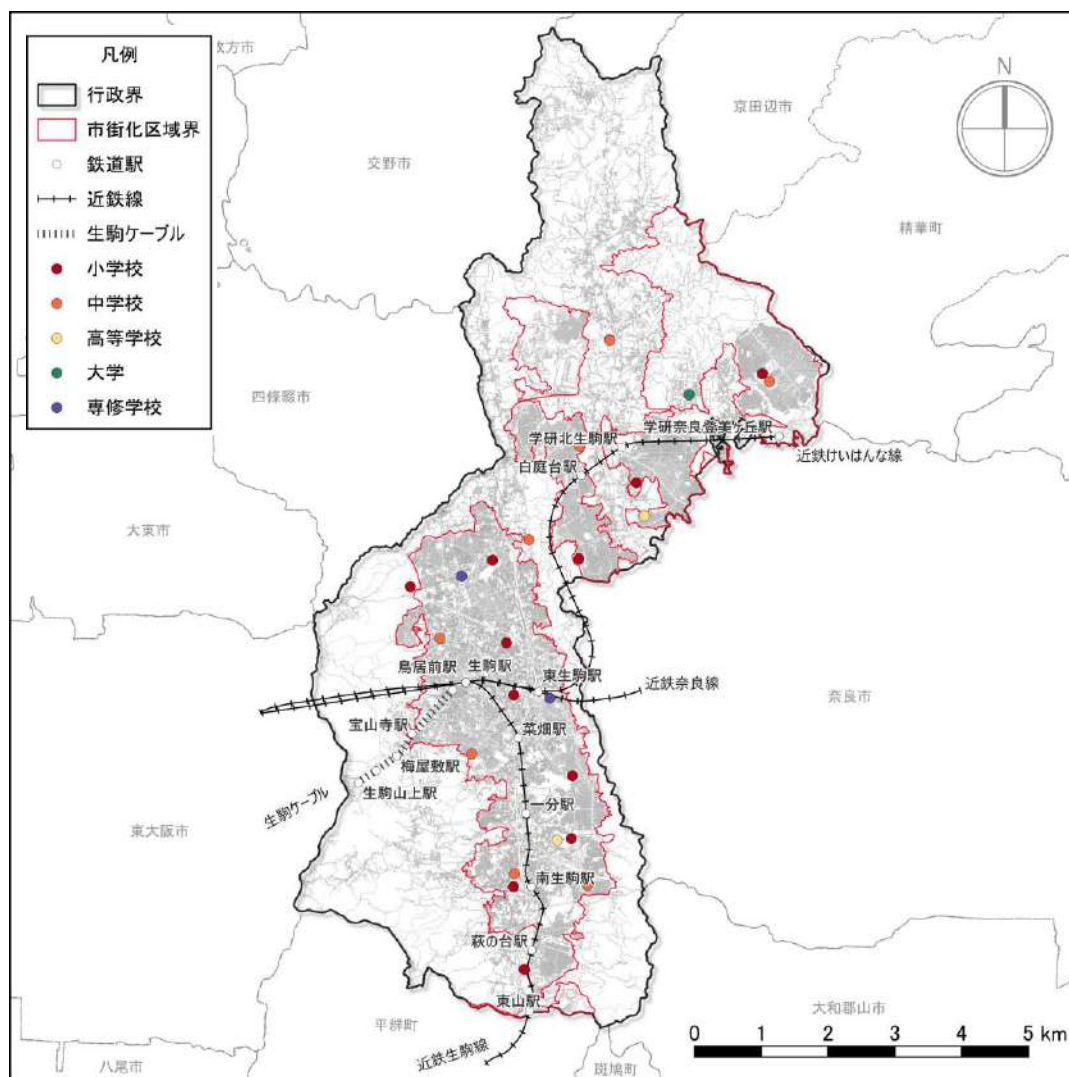 凡例
行政界
市街化区域界
鉄道駅
近鉄線
生駒ケーブル
小学校
中学校
高等学校
大学
専修学校
枚方市
京田辺市
N
交野市
精華町
四條畷市
学研北生駒駅
学研奈良登美ヶ丘駅
近鉄けいはんな線
白庭台駅
大東市
鳥居前駅
生駒駅
東生駒駅
近鉄奈良線
奈良市
宝山寺駅
菜畑駅
梅屋敷駅
生駒山上駅
生駒ケーブル
一分駅
東大阪市
南生駒駅
萩の台駅
東山駅
大和郡山市
平群町
近鉄生駒線
八尾市
斑鳩町
0 1 2 3 4 5 km